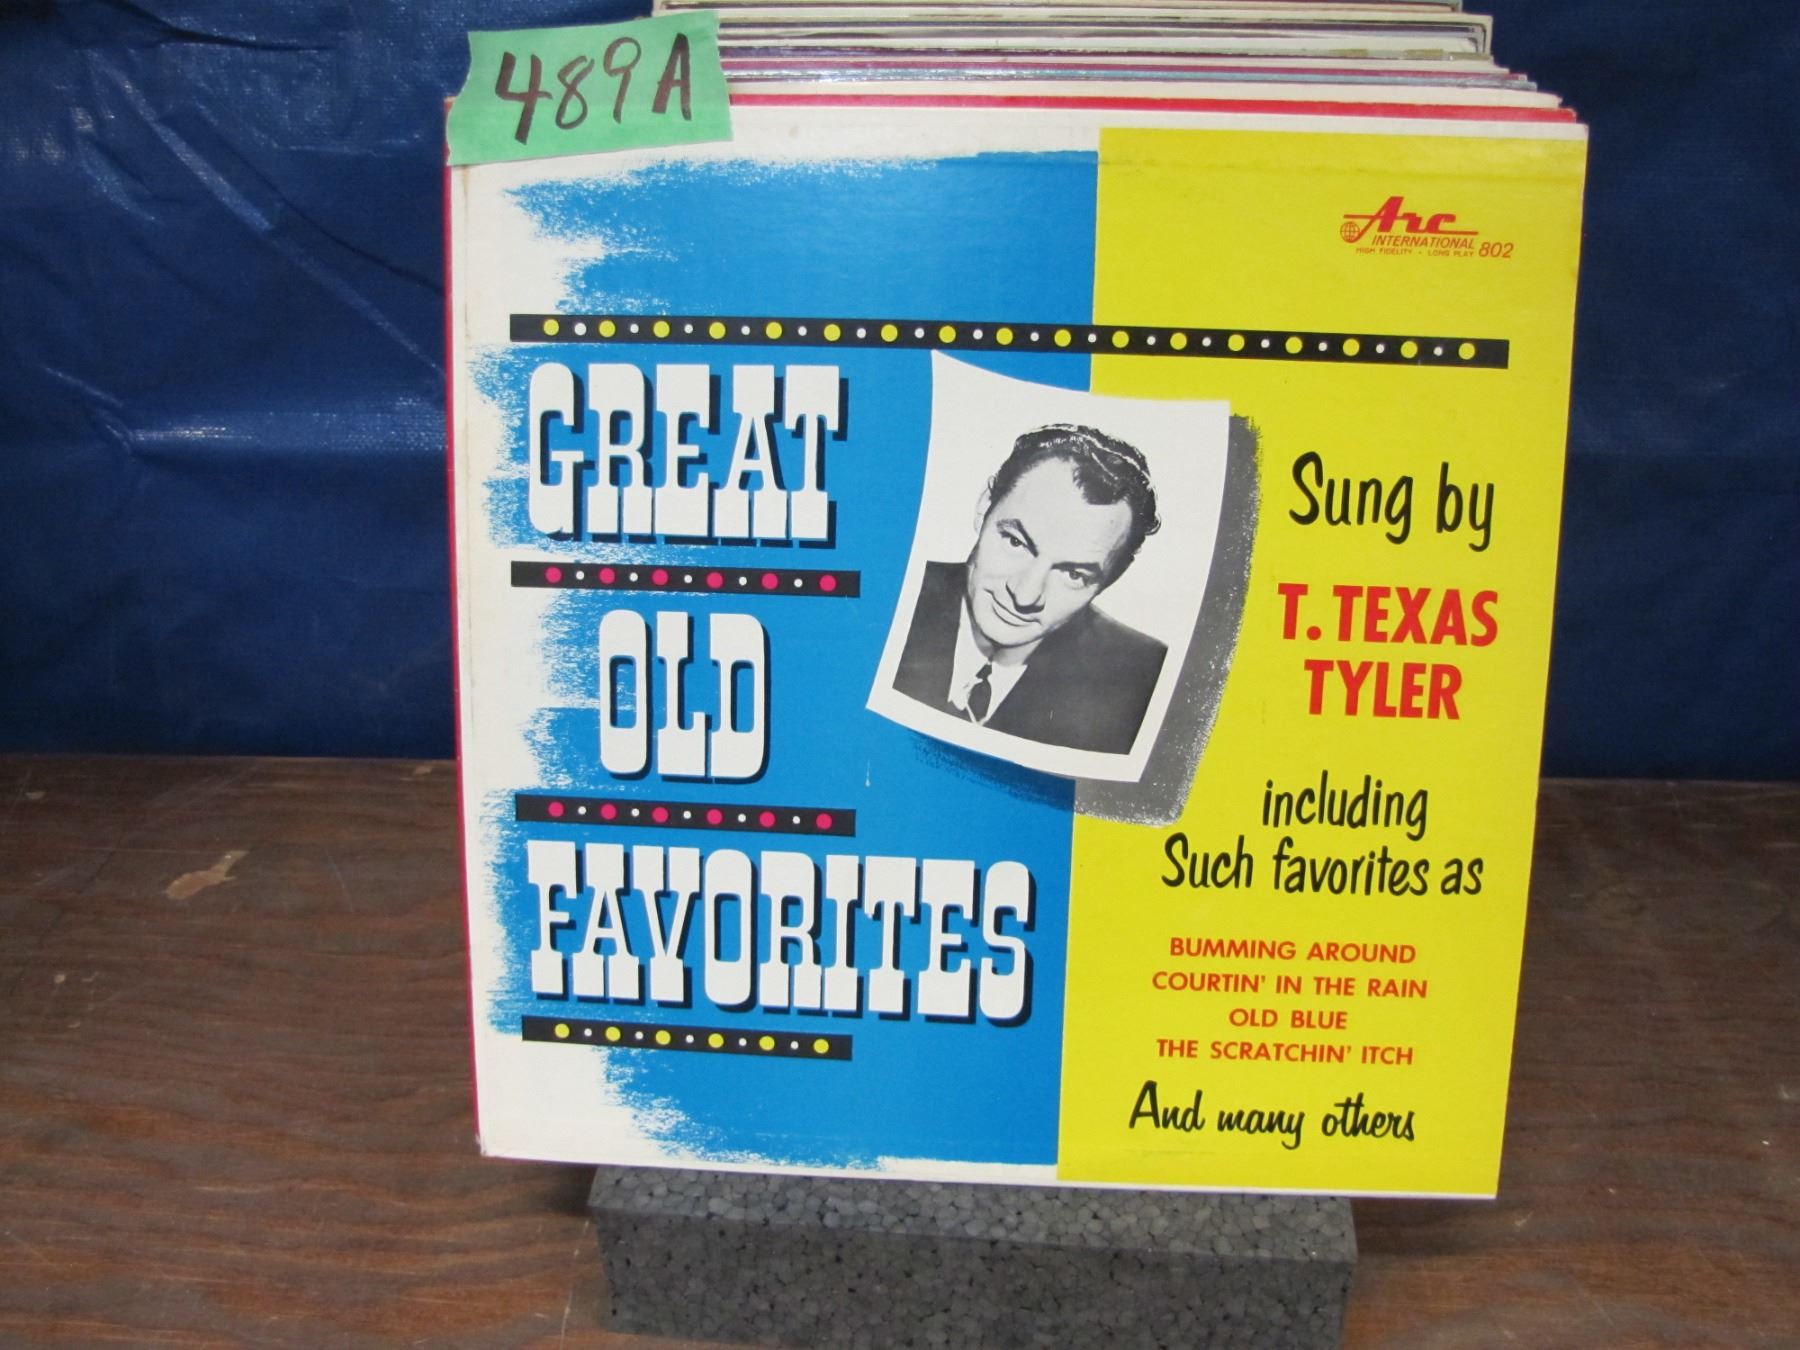 489A
Arc
INTERNATIONAL
HIGH FIDELITY • LONG PLAY 802
GREAT
OLD
FAVORITES
Sung by
T. TEXAS
TYLER
including
Such favorites as
BUMMING AROUND
COURTIN' IN THE RAIN
OLD BLUE
THE SCRATCHIN' ITCH
And many others